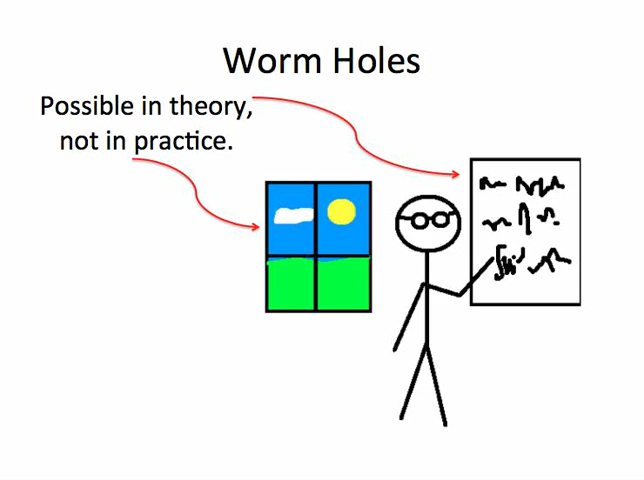 Worm Holes
Possible in theory,
not in practice.